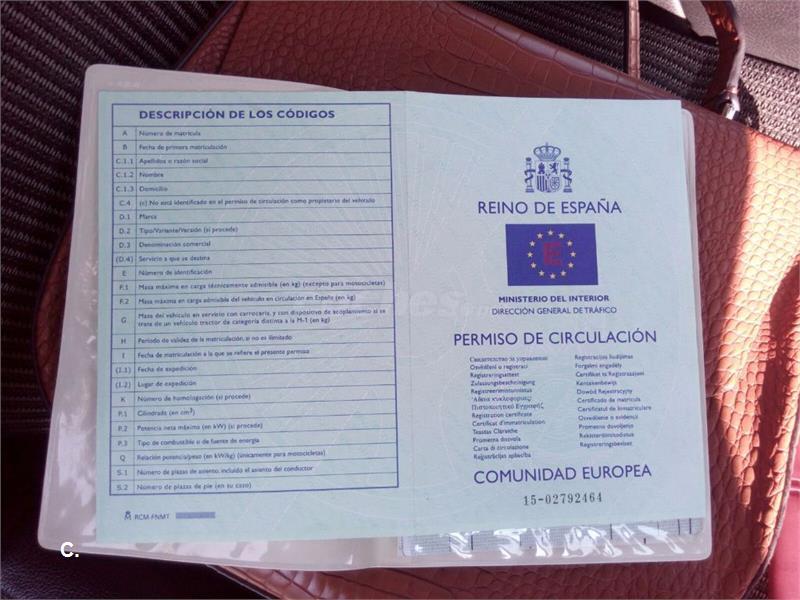 DESCRIPCIÓN DE LOS CÓDIGOS
A Número de matrícula
B Fecha de primera matriculación
C.1.1 Apellidos o razón social
C.1.2 Nombre
C.1.3 Domicilio
C.4 (c) No está identificado en el permiso de circulación como propietario del vehículo
D.1 Marca
D.2 Tipo/Variante/Versión (si procede)
D.3 Denominación comercial
(D.4) Servicio a que se destina
E Número de identificación
F.1 Masa máxima en carga técnicamente admisible (en kg) (excepto para motocicletas)
F.2 Masa máxima en carga admisible del vehículo en circulación en España (en kg)
G Masa del vehículo en servicio con carrocería, y con dispositivo de acoplamiento si se
trata de un vehículo tractor de categoría distinta a la M-1 (en kg)
H Período de validez de la matriculación, si no es ilimitado
I Fecha de matriculación a la que se refiere el presente permiso
(I.1) Fecha de expedición
(I.2) Lugar de expedición
K Número de homologación (si procede)
P.1 Cilindrada (en cm³)
P.2 Potencia neta máxima (en kW) (si procede)
P.3 Tipo de combustible o de fuente de energía
Q Relación potencia/peso (en kW/kg) (únicamente para motocicletas)
S.1 Número de plazas de asiento, incluido el asiento del conductor
S.2 Número de plazas de pie (en su caso)
RCM-FNMT
REINO DE ESPAÑA
E
MINISTERIO DEL INTERIOR
DIRECCIÓN GENERAL DE TRÁFICO
PERMISO DE CIRCULACIÓN
Osvědčení o registraci
Registreringsattest
Zulassungsbescheinigung
Registreerimistunnistus
Registration certificate
Certificat d'immatriculation
Prometna dozvola
Carta di circolazione
Reģistrācijas apliecība
Registracijos liudijimas
Forgalmi engedély
Kentekenbewijs
Dowód Rejestracyjny
Certificado de matrícula
Certificatul de înmatriculare
Osvedčenie o evidencii
Prometno dovoljenje
Rekisteröintitodistus
Registreringsbeviset
COMUNIDAD EUROPEA
15-02792464
C.